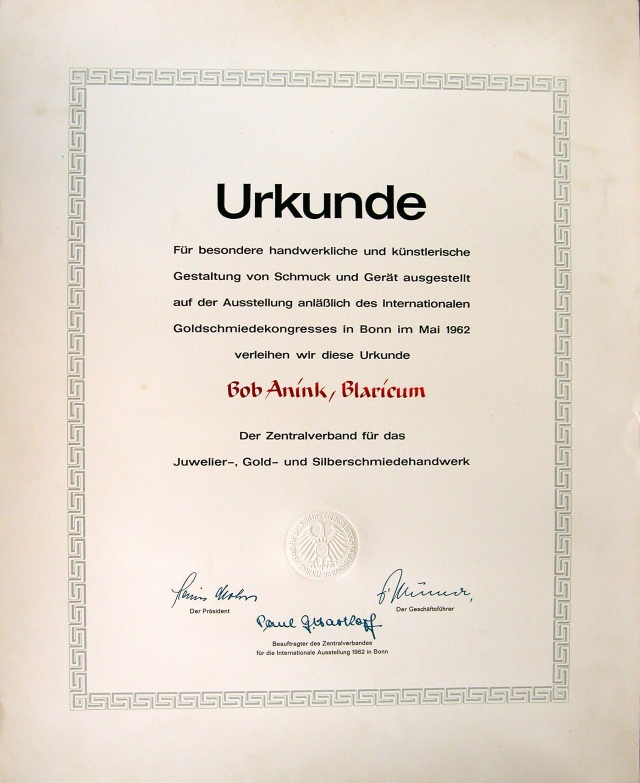 Urkunde
Für besondere handwerkliche und künstlerische
Gestaltung von Schmuck und Gerät ausgestellt
auf der Ausstellung anläßlich des Internationalen
Goldschmiedekongresses in Bonn im Mai 1962
verleihen wir diese Urkunde
Bob Anink, Blaricum
Der Zentralverband für das
Juwelier-, Gold- und Silberschmiedehandwerk
Der Präsident
Der Geschäftsführer
Paul
Beauftragter des Zentralverbandes
für die Internationale Ausstellung 1962 in Bonn